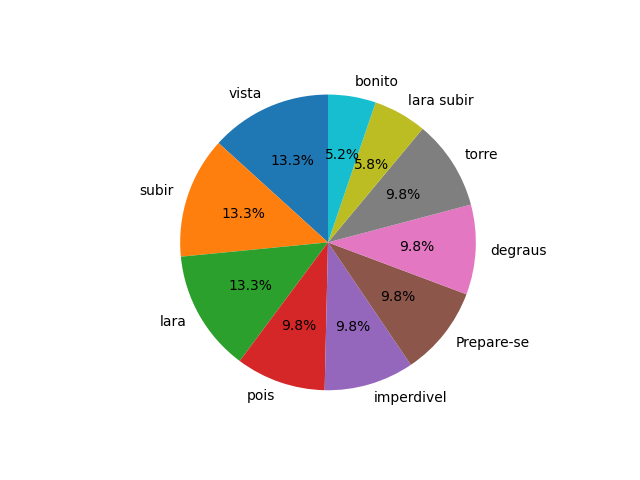 bonito
lara subir
vista
torre
5.2%
13.3%
5.8%
subir
9.8%
13.3%
9.8%
degraus
13.3%
9.8%
lara
9.8%
9.8%
Prepare-se
pois
imperdivel